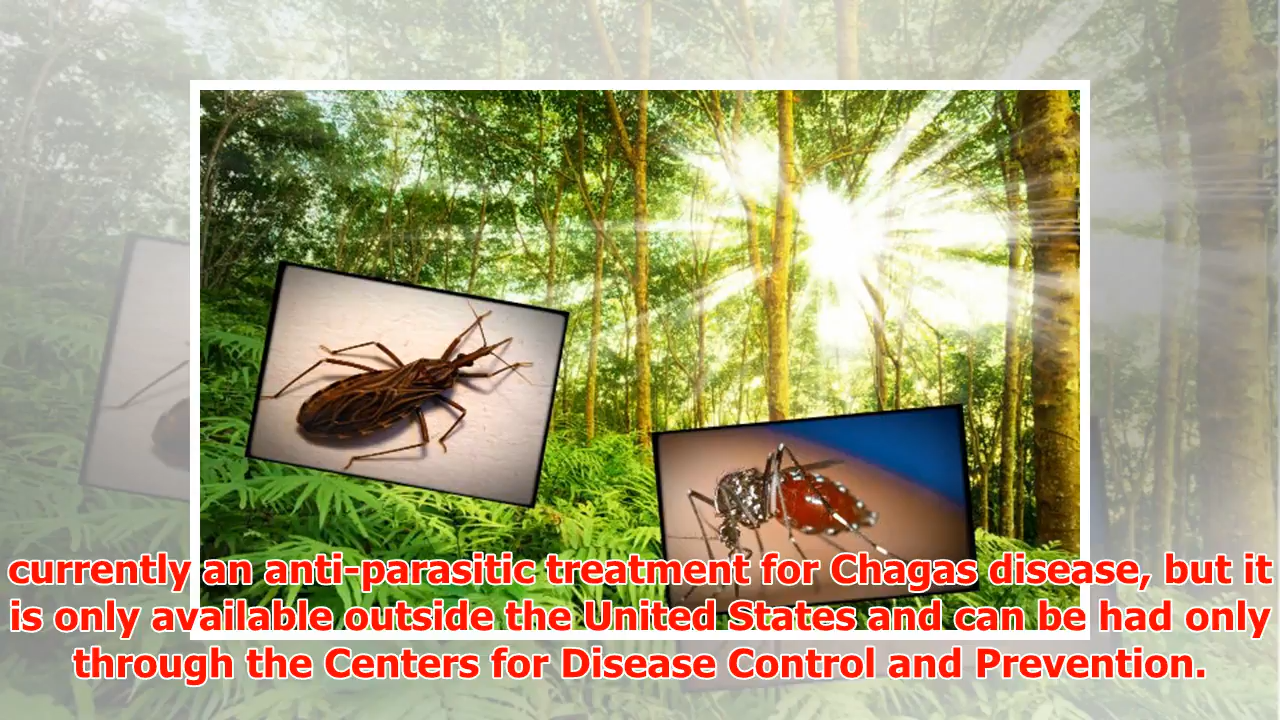 currently an anti-parasitic treatment for Chagas disease, but it
is only available outside the United States and can be had only
through the Centers for Disease Control and Prevention.